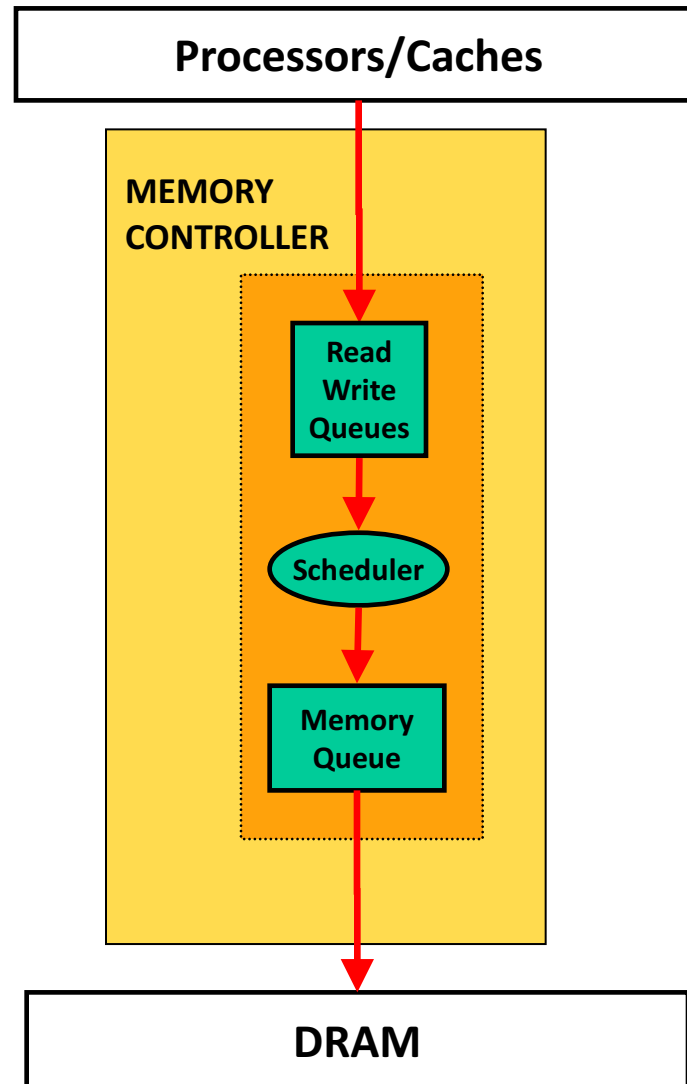 Processors/Caches
MEMORY
CONTROLLER
Read
Write
Queues
Scheduler
Memory
Queue
DRAM